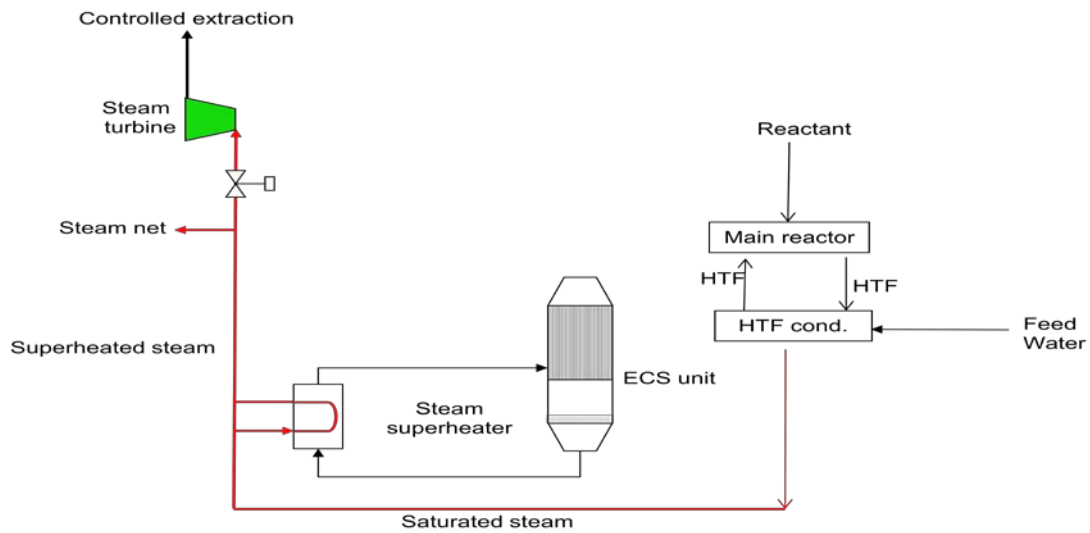 Controlled extraction
Steam
turbine
Reactant
Steam net
Main reactor
HTF
HTF
HTF cond.
Feed
Water
Superheated steam
ECS unit
Steam
superheater
Saturated steam